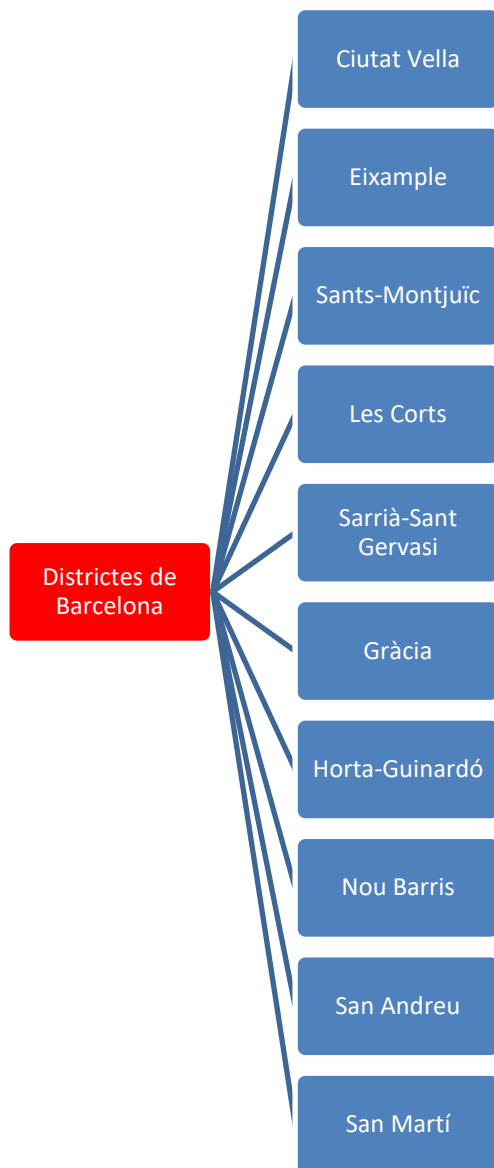 Ciutat Vella
Eixample
Sants-Montjuïc
Les Corts
Sarrià-Sant
Gervasi
Districtes de
Barcelona
Gràcia
Horta-Guinardó
Nou Barris
San Andreu
San Martí